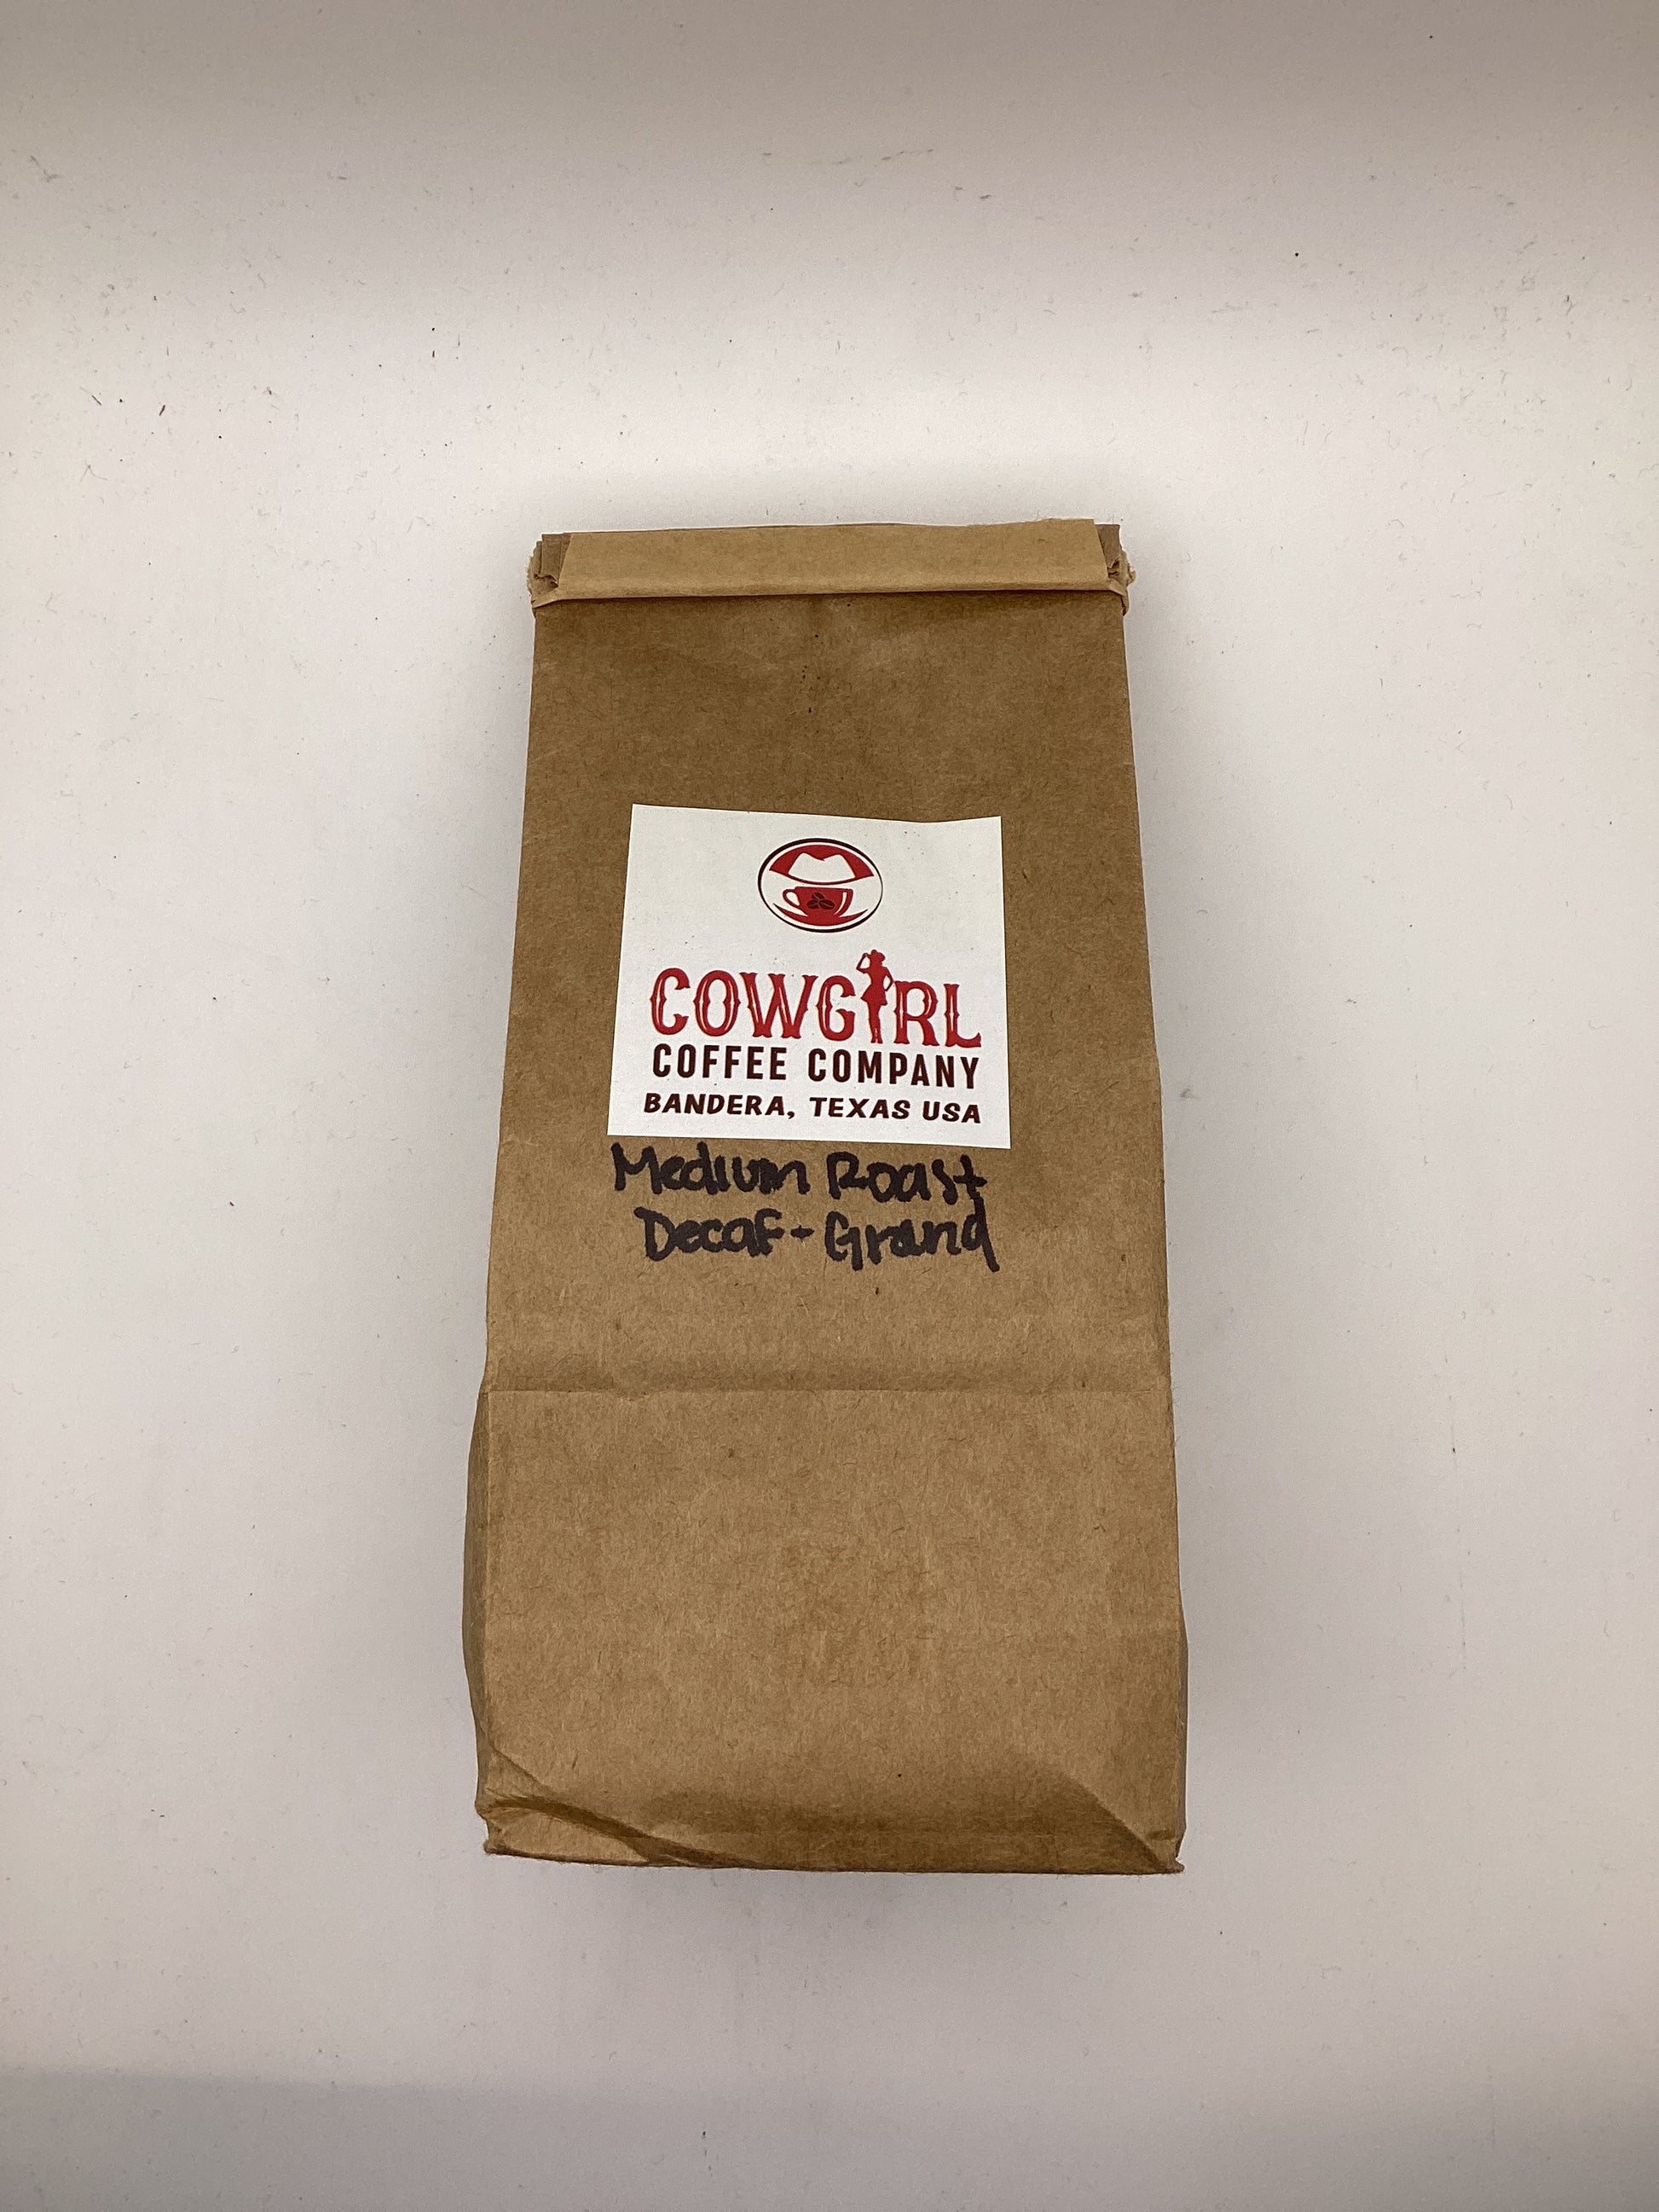 COWGIRL
COFFEE COMPANY
BANDERA, TEXAS USA
Medium Roast
Decaf - Grand